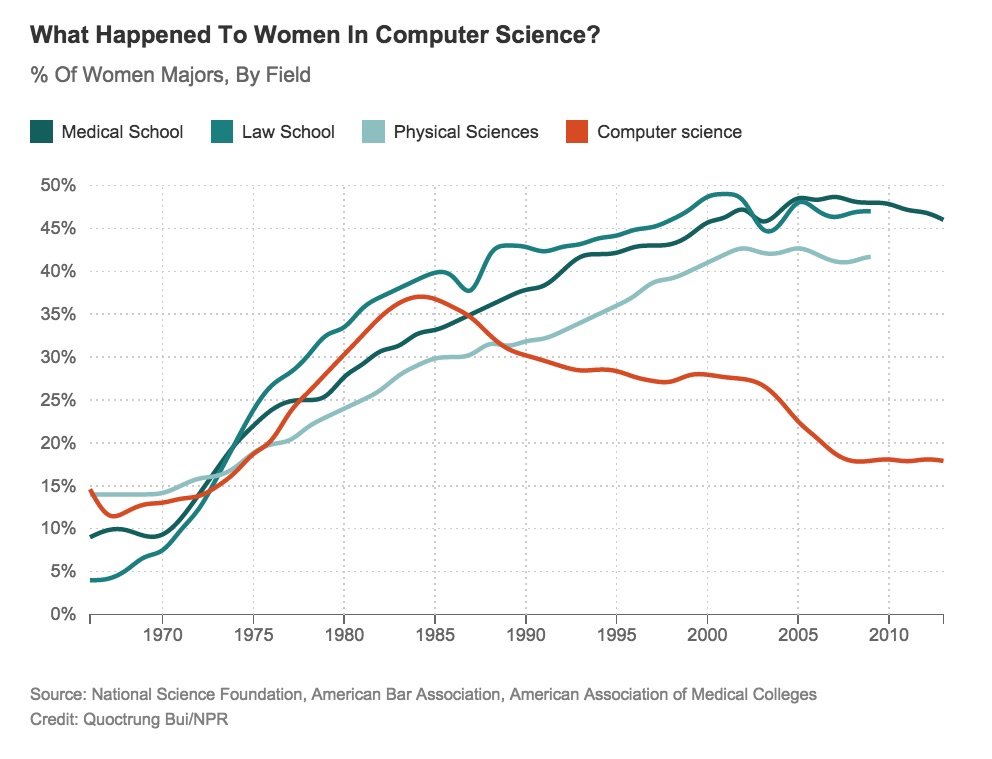 What Happened To Women In Computer Science?
% Of Women Majors, By Field
Medical School Law School Physical Sciences Computer science
50%
45%
40%
35%
30%
25%
20%
15%
10%
5%
0%
1970 1975 1980 1985 1990 1995 2000 2005 2010
Source: National Science Foundation, American Bar Association, American Association of Medical Colleges
Credit: Quoctrung Bui/NPR